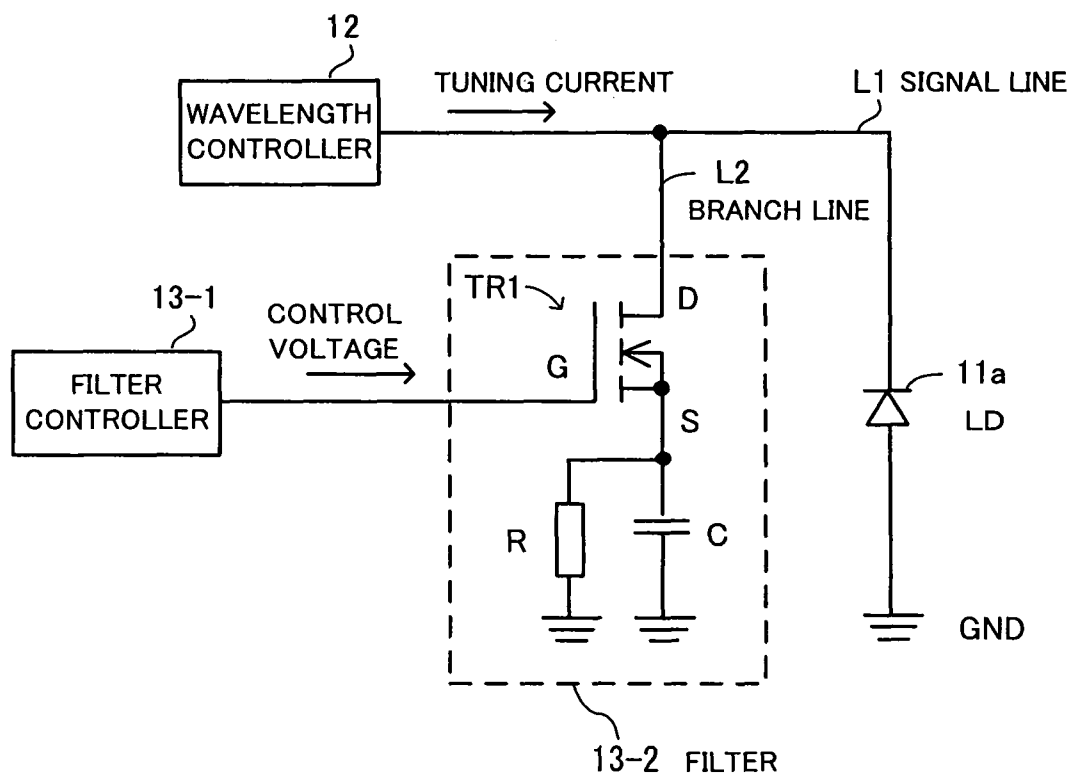 12
WAVELENGTH
CONTROLLER
TUNING CURRENT
L1 SIGNAL LINE
L2
BRANCH LINE
13-1
FILTER
CONTROLLER
CONTROL
VOLTAGE
TR1
D
G
S
R
C
11a
LD
GND
13-2 FILTER